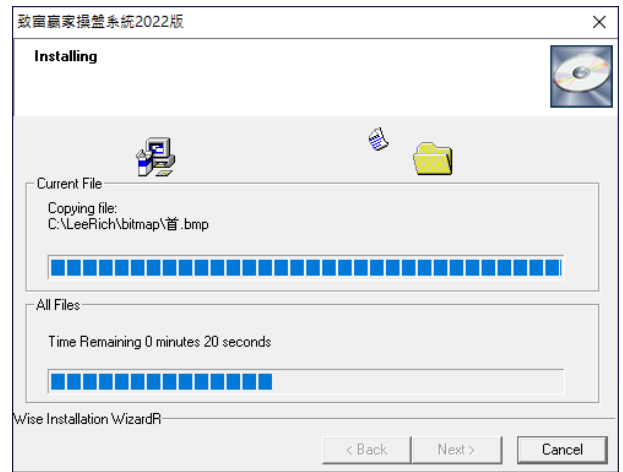 致富贏家操盤系統2022版
Installing
Current File
Copying file:
C:\LeeRich\bitmap\首.bmp
All Files
Time Remaining 0 minutes 20 seconds
Wise Installation WizardR
< Back
Next >
Cancel